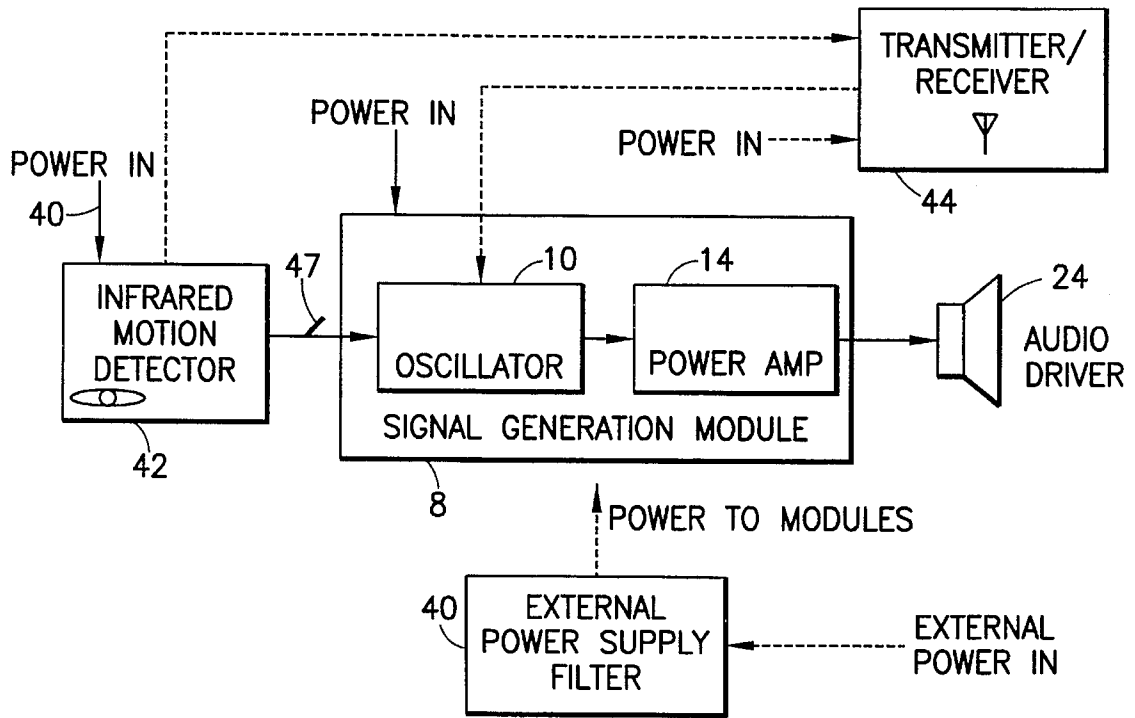 TRANSMITTER/
RECEIVER
44
POWER IN
POWER IN
POWER IN
40
INFRARED
MOTION
DETECTOR
42
47
10
OSCILLATOR
14
POWER AMP
SIGNAL GENERATION MODULE
8
24
AUDIO
DRIVER
POWER TO MODULES
40
EXTERNAL
POWER SUPPLY
FILTER
EXTERNAL
POWER IN